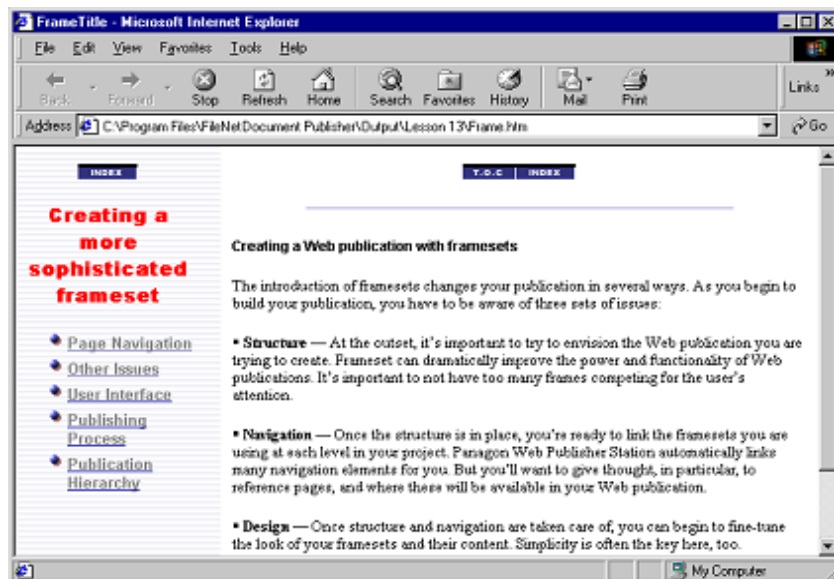 FrameTitle - Microsoft Internet Explorer
File Edit View Favorites Tools Help
Back Forward Stop Refresh Home Search Favorites History Mail Print Links »
Address C:\Program Files\FileNetDocument Publisher\Output\Lesson 13\Frame.htm Go
INDEX
Creating a
more
sophisticated
frameset
Page Navigation
Other Issues
User Interface
Publishing
Process
Publication
Hierarchy
T.O.C INDEX
Creating a Web publication with framesets
The introduction of framesets changes your publication in several ways. As you begin to
build your publication, you have to be aware of three sets of issues:
▪ Structure — At the outset, it's important to try to envision the Web publication you are
trying to create. Frameset can dramatically improve the power and functionality of Web
publications. It's important to not have too many frames competing for the user's
attention.
▪ Navigation — Once the structure is in place, you're ready to link the framesets you are
using at each level in your project. Panagon Web Publisher Station automatically links
many navigation elements for you. But you'll want to give thought, in particular, to
reference pages, and where these will be available in your Web publication.
▪ Design — Once structure and navigation are taken care of, you can begin to fine-tune
the look of your framesets and their content. Simplicity is often the key here, too.
My Computer